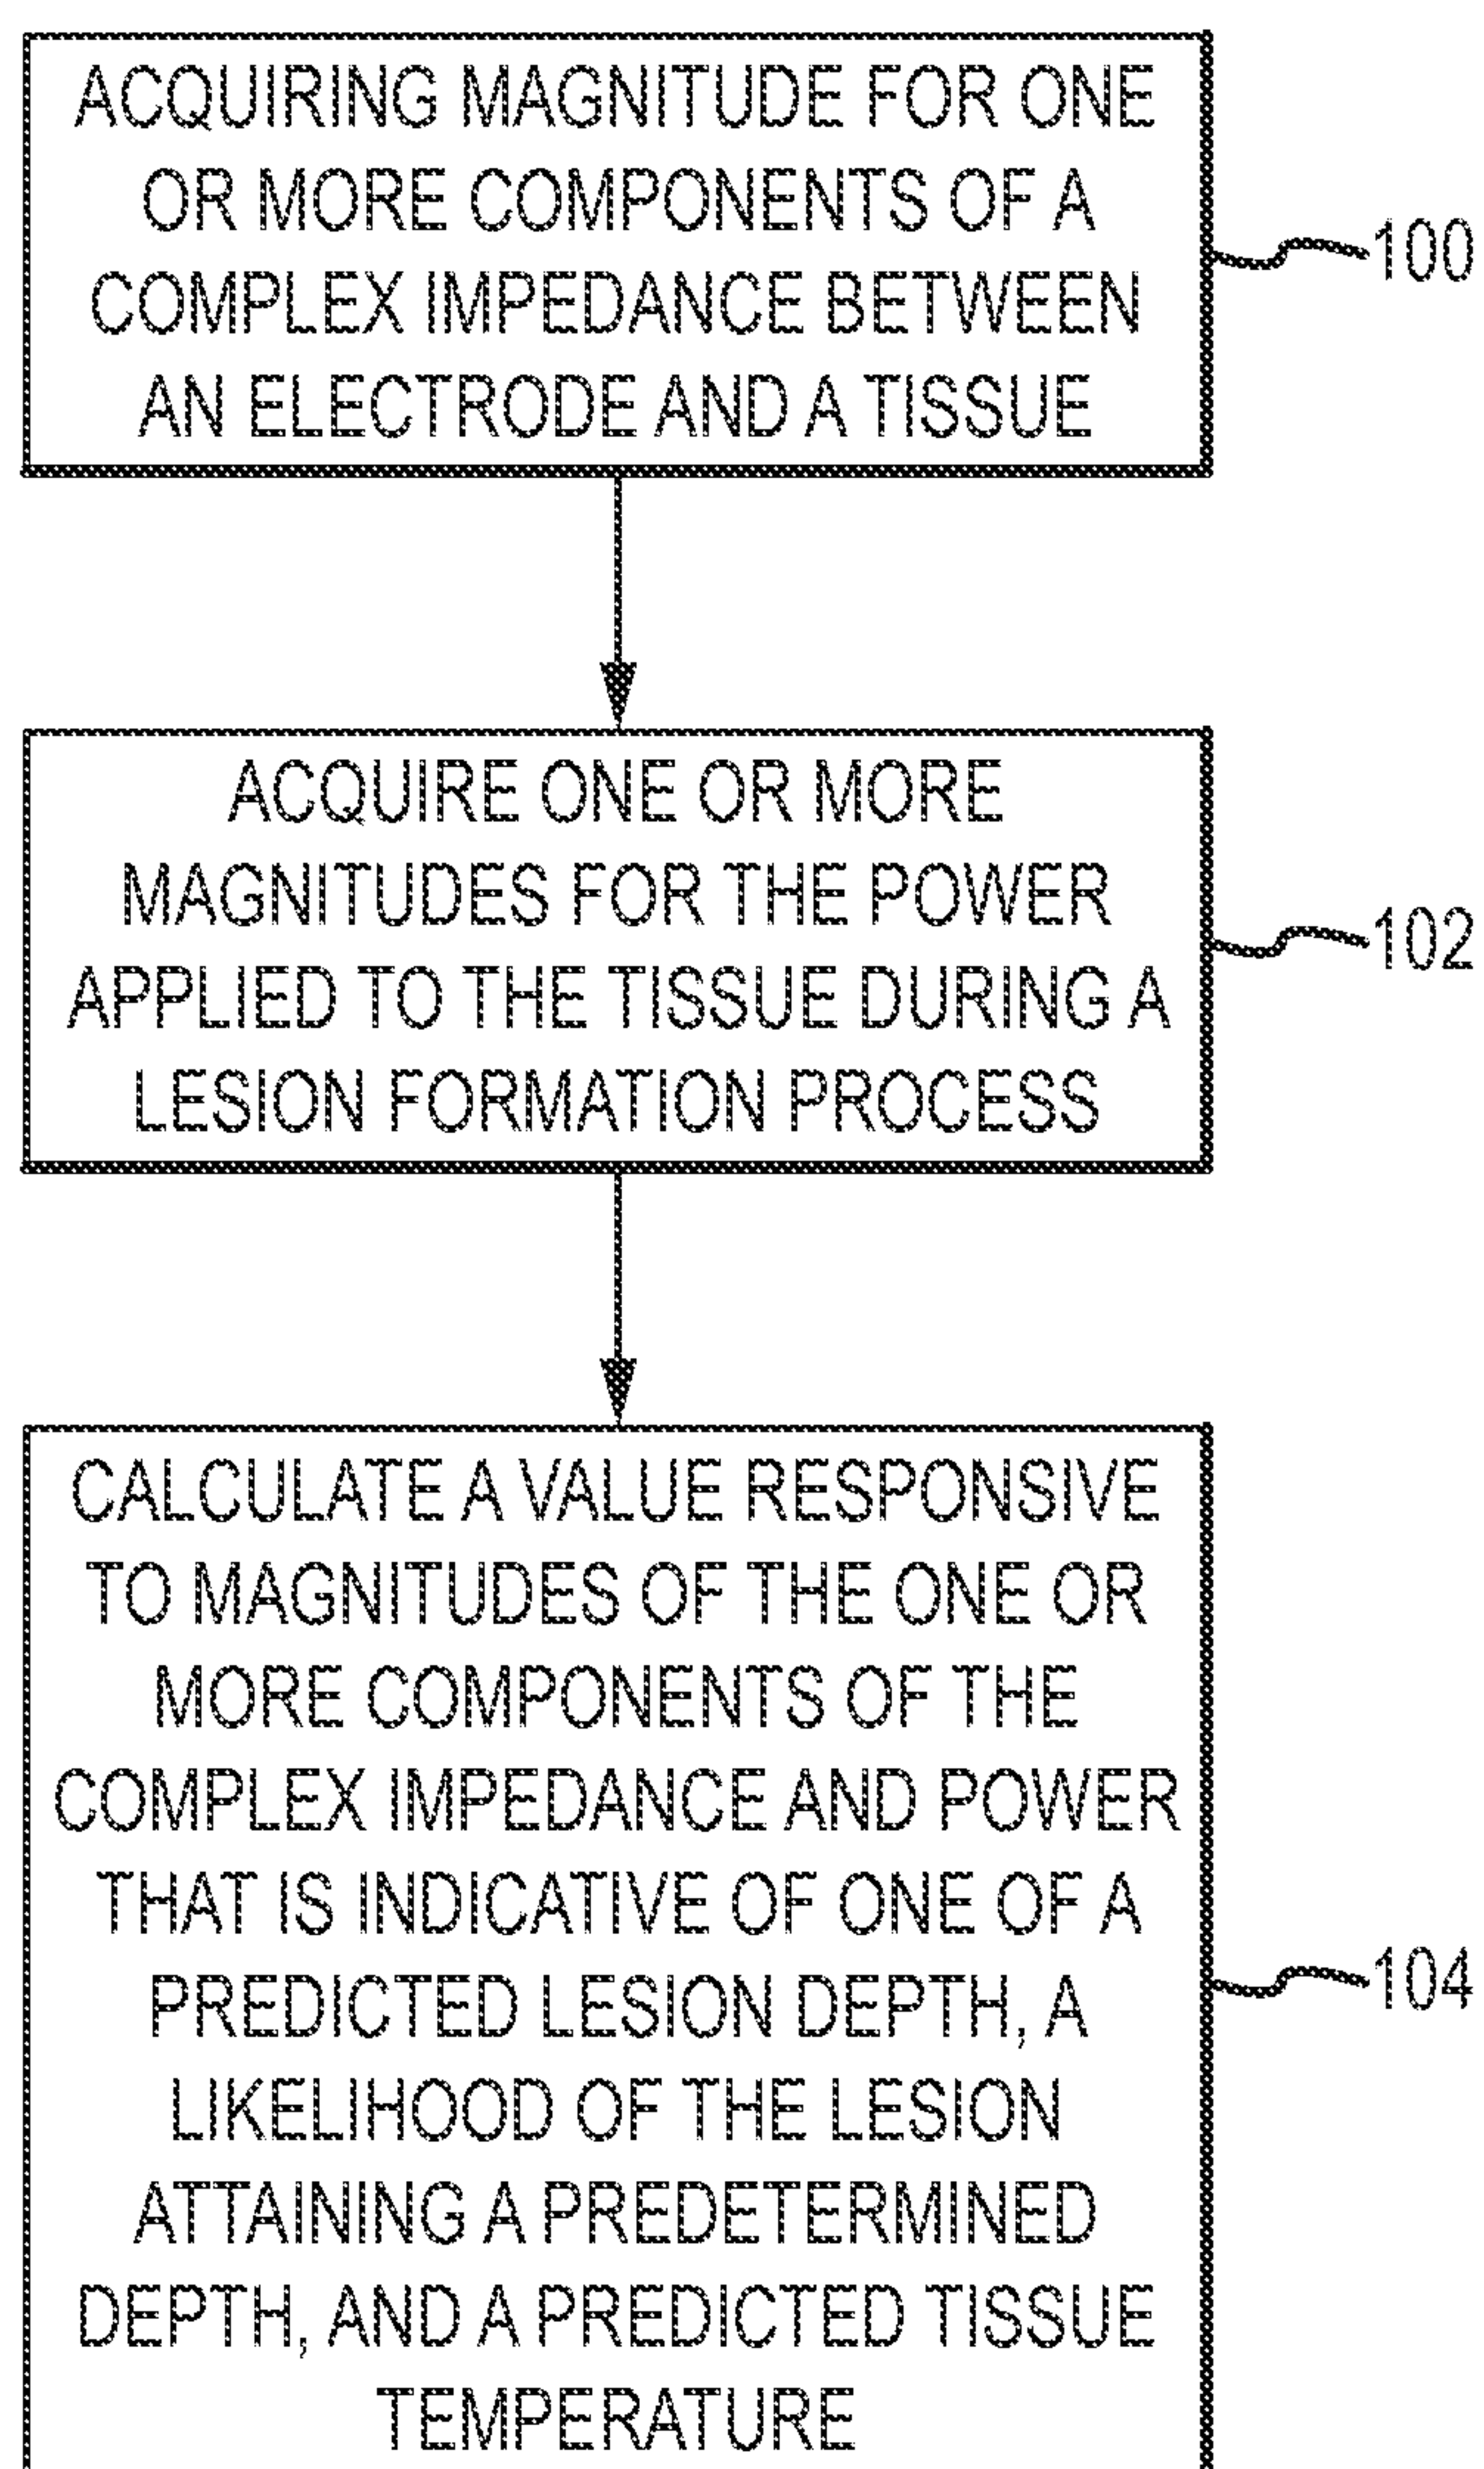 ACQUIRING MAGNITUDE FOR ONE
OR MORE COMPONENTS OF A
COMPLEX IMPEDANCE BETWEEN
AN ELECTRODE AND A TISSUE
100
ACQUIRE ONE OR MORE
MAGNITUDES FOR THE POWER
APPLIED TO THE TISSUE DURING A
LESION FORMATION PROCESS
102
CALCULATE A VALUE RESPONSIVE
TO MAGNITUDES OF THE ONE OR
MORE COMPONENTS OF THE
COMPLEX IMPEDANCE AND POWER
THAT IS INDICATIVE OF ONE OF A
PREDICTED LESION DEPTH, A
LIKELIHOOD OF THE LESION
ATTAINING A PREDETERMINED
DEPTH, AND A PREDICTED TISSUE
TEMPERATURE
104